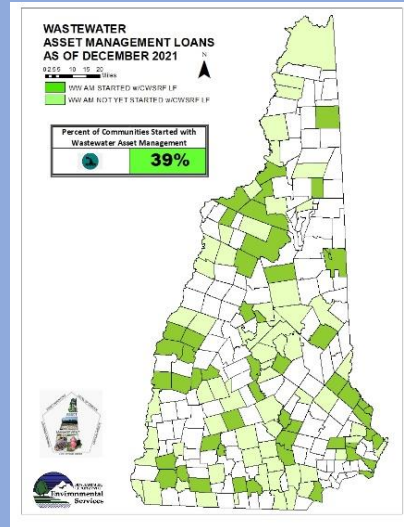 WASTEWATER
ASSET MANAGEMENT LOANS
AS OF DECEMBER 2021
N
Miles
WW AM STARTED w/CWSRF LF
WW AM NOT YET STARTED w/CWSRF LF
Percent of Communities Started with
Wastewater Asset Management
39%
Environmental
Services